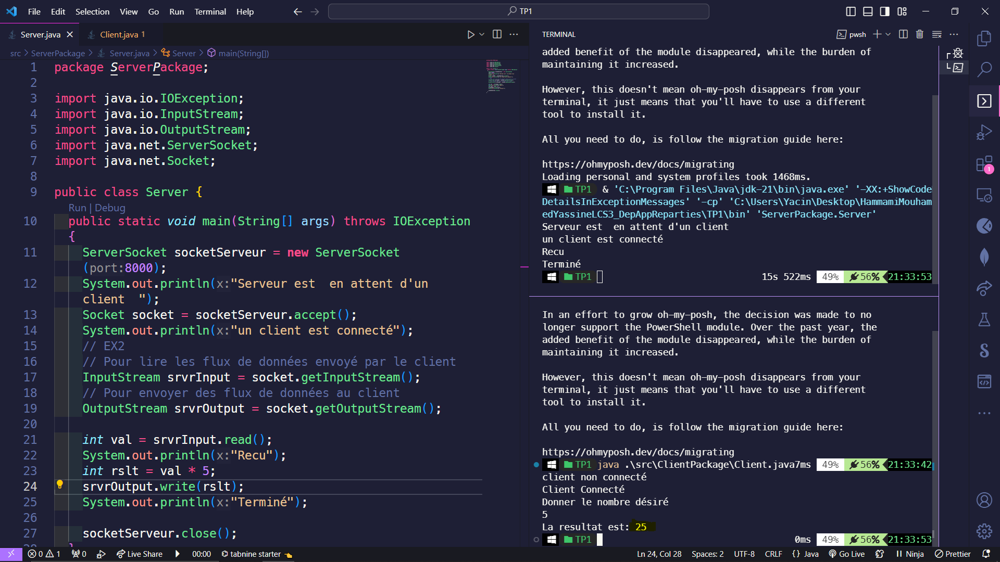 File Edit Selection View Go Run Terminal Help TP1
Server.java Client.java 1
src > ServerPackage > Server.java > Server > main(String[])
1 package ServerPackage;
2
3 import java.io.IOException;
4 import java.io.InputStream;
5 import java.io.OutputStream;
6 import java.net.ServerSocket;
7 import java.net.Socket;
8
9 public class Server {
Run | Debug
10 public static void main(String[] args) throws IOException
{
11 ServerSocket socketServeur = new ServerSocket
(port:8000);
12 System.out.println(x:"Serveur est  en attent d'un
client  ");
13 Socket socket = socketServeur.accept();
14 System.out.println(x:"un client est connecté");
15 // EX2
16 // Pour lire les flux de données envoyé par le client
17 InputStream srvrInput = socket.getInputStream();
18 // Pour envoyer des flux de données au client
19 OutputStream srvrOutput = socket.getOutputStream();
20
21 int val = srvrInput.read();
22 System.out.println(x:"Recu");
23 int rslt = val * 5;
24 srvrOutput.write(rslt);
25 System.out.println(x:"Terminé");
26
27 socketServeur.close();
TERMINAL pwsh
added benefit of the module disappeared, while the burden of
maintaining it increased.
However, this doesn't mean oh-my-posh disappears from your
terminal, it just means that you'll have to use a different
tool to install it.
All you need to do, is follow the migration guide here:
https://ohmyposh.dev/docs/migrating
Loading personal and system profiles took 1468ms.
TP1 & 'C:\Program Files\Java\jdk-21\bin\java.exe' '-XX:+ShowCode
DetailsInExceptionMessages' '-cp' 'C:\Users\Yacin\Desktop\HammamiMouham
edYassineLCS3_DepAppReparties\TP1\bin' 'ServerPackage.Server'
Serveur est  en attent d'un client
un client est connecté
Recu
Terminé
TP1 15s 522ms 49% 56% 21:33:53
In an effort to grow oh-my-posh, the decision was made to no
longer support the PowerShell module. Over the past year, the
added benefit of the module disappeared, while the burden of
maintaining it increased.
However, this doesn't mean oh-my-posh disappears from your
terminal, it just means that you'll have to use a different
tool to install it.
All you need to do, is follow the migration guide here:
https://ohmyposh.dev/docs/migrating
TP1 java .\src\ClientPackage\Client.java7ms 49% 56% 21:33:42
client non connecté
Client Connecté
Donner le nombre désiré
5
La resultat est: 25
TP1 0ms 49% 56% 21:33:53
1
0 1 0 Live Share 00:00 tabnine starter Ln 24, Col 28 Spaces: 2 UTF-8 CRLF {} Java Go Live Ninja Prettier